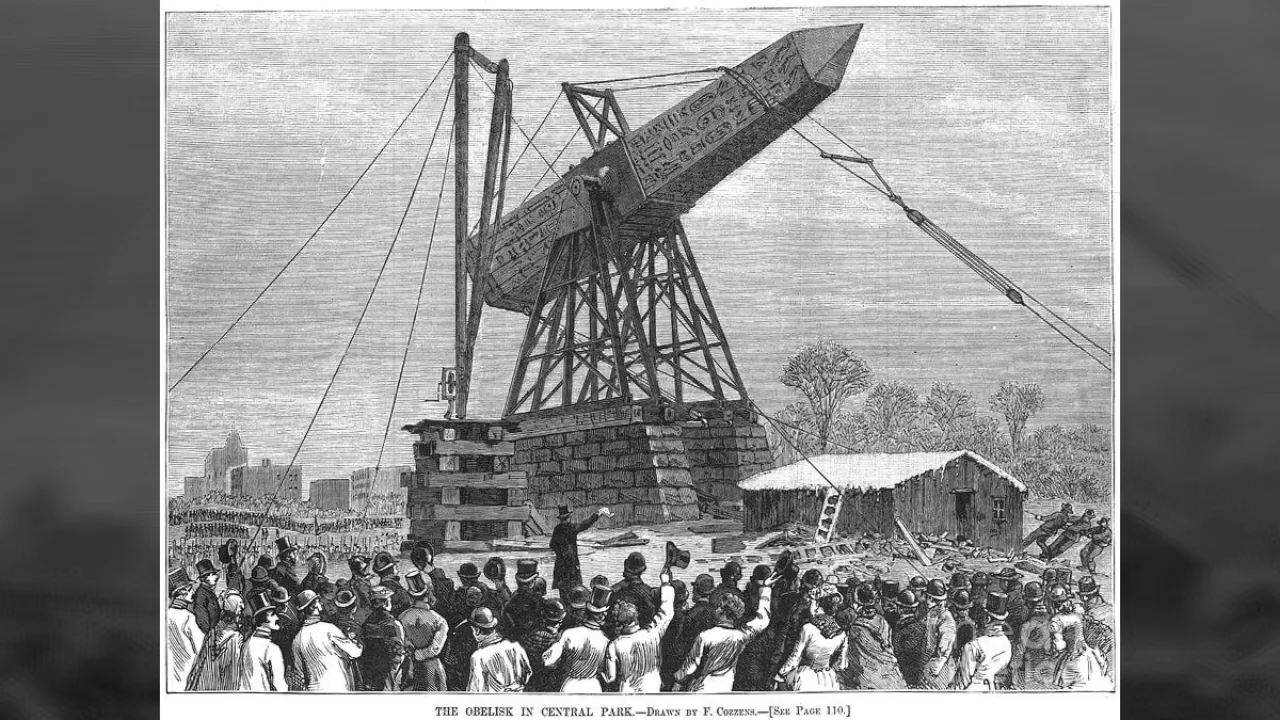 THE OBELISK IN CENTRAL PARK.—Drawn by F. Cozzens.—[See Page 110.]